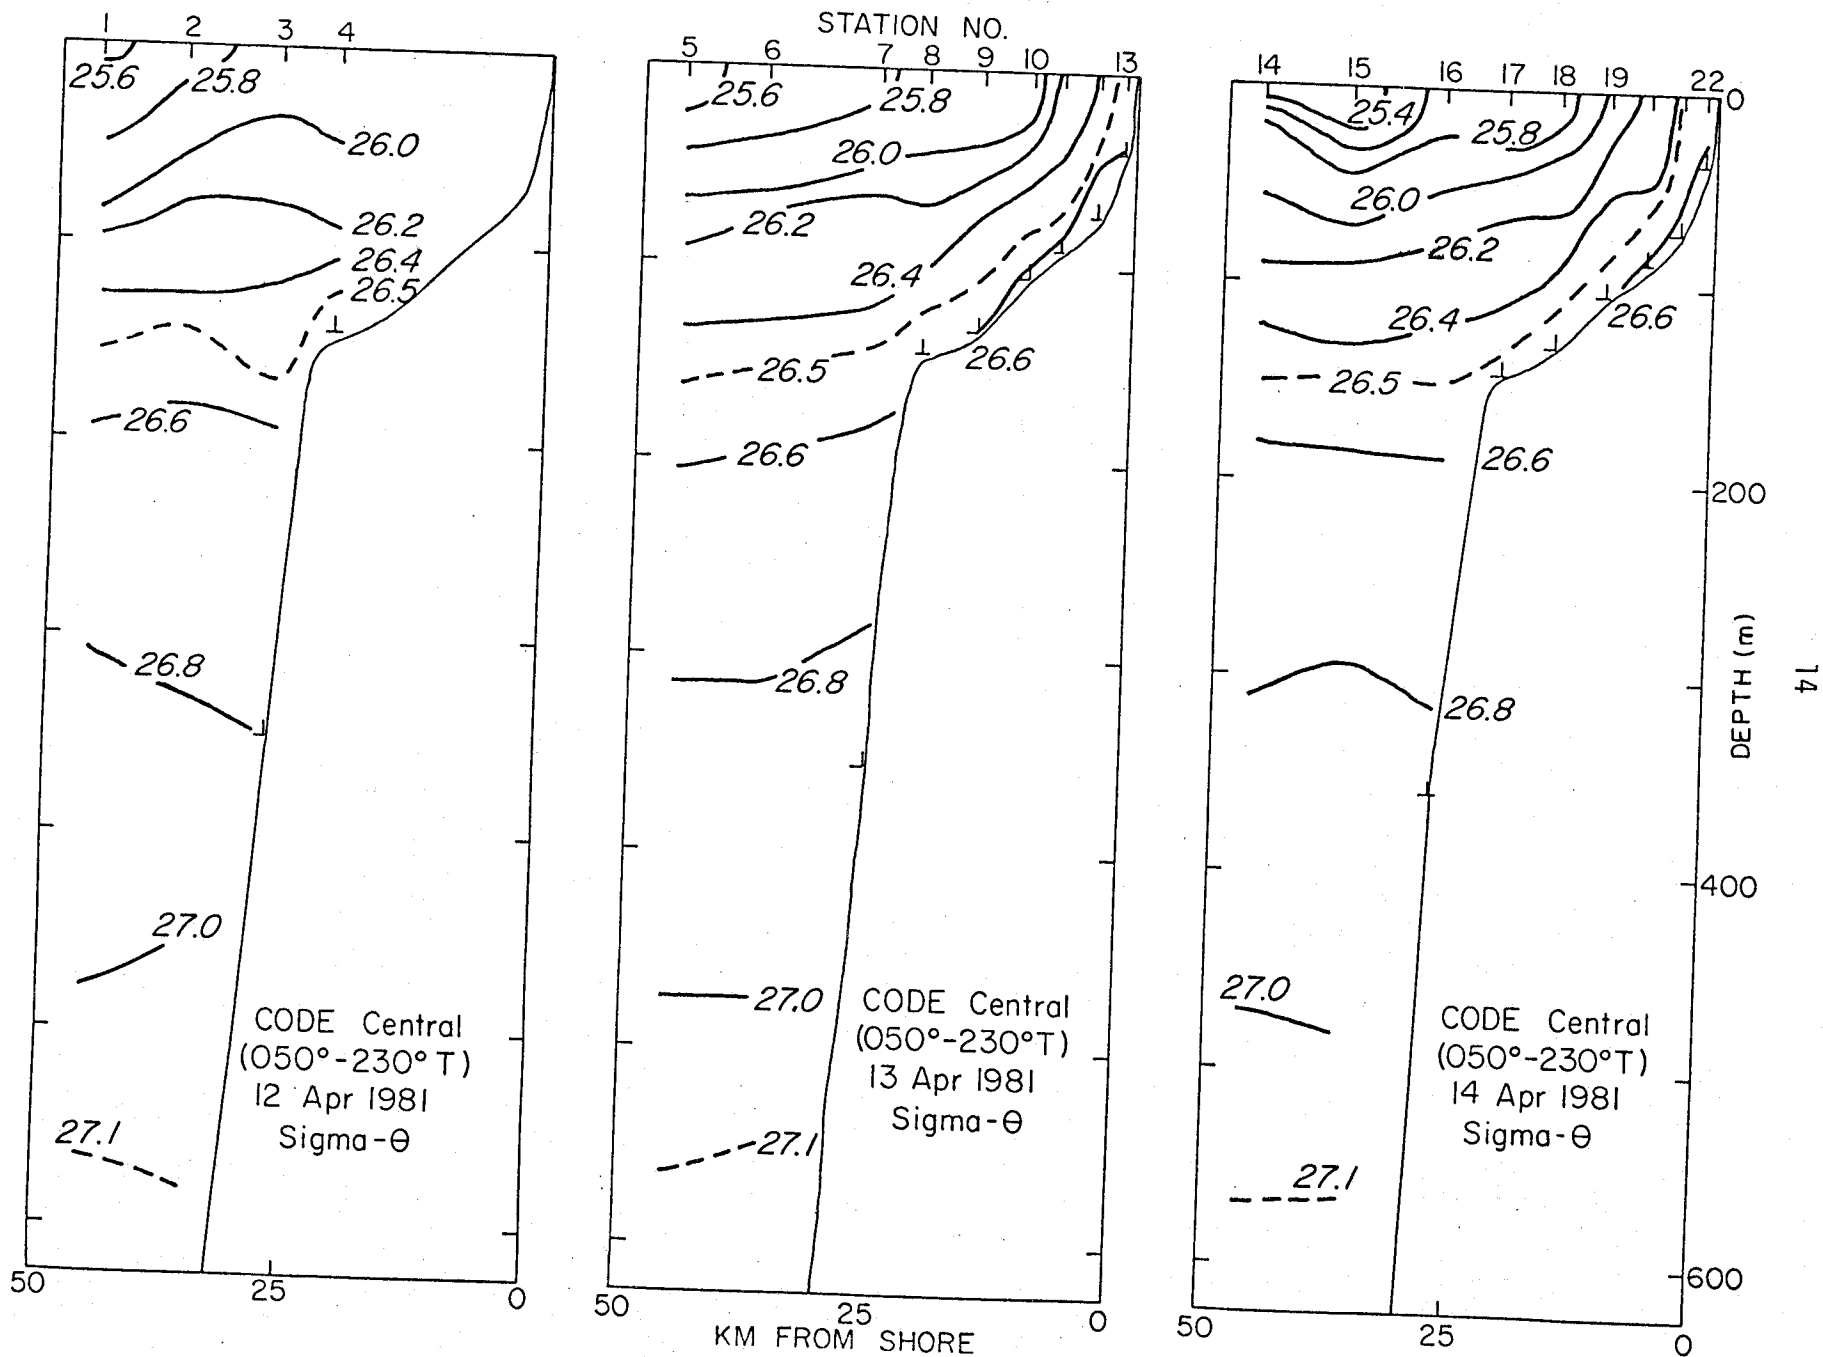 STATION NO.
1 2 3 4
25.6 25.8
26.0
26.2
26.4
26.5
26.6
26.8
27.0
27.1
CODE Central
(050°-230°T)
12 Apr 1981
Sigma-θ
50 25 0
5 6 7 8 9 10 13
25.6 25.8
26.0
26.2
26.4
26.5
26.6
26.6
26.8
27.0
27.1
CODE Central
(050°-230°T)
13 Apr 1981
Sigma-θ
50 25 0
KM FROM SHORE
14 15 16 17 18 19 22
25.4
25.8
26.0
26.2
26.4
26.6
26.5
26.6
26.8
27.0
27.1
CODE Central
(050°-230°T)
14 Apr 1981
Sigma-θ
50 25 0
0
200
400
600
DEPTH (m)
14